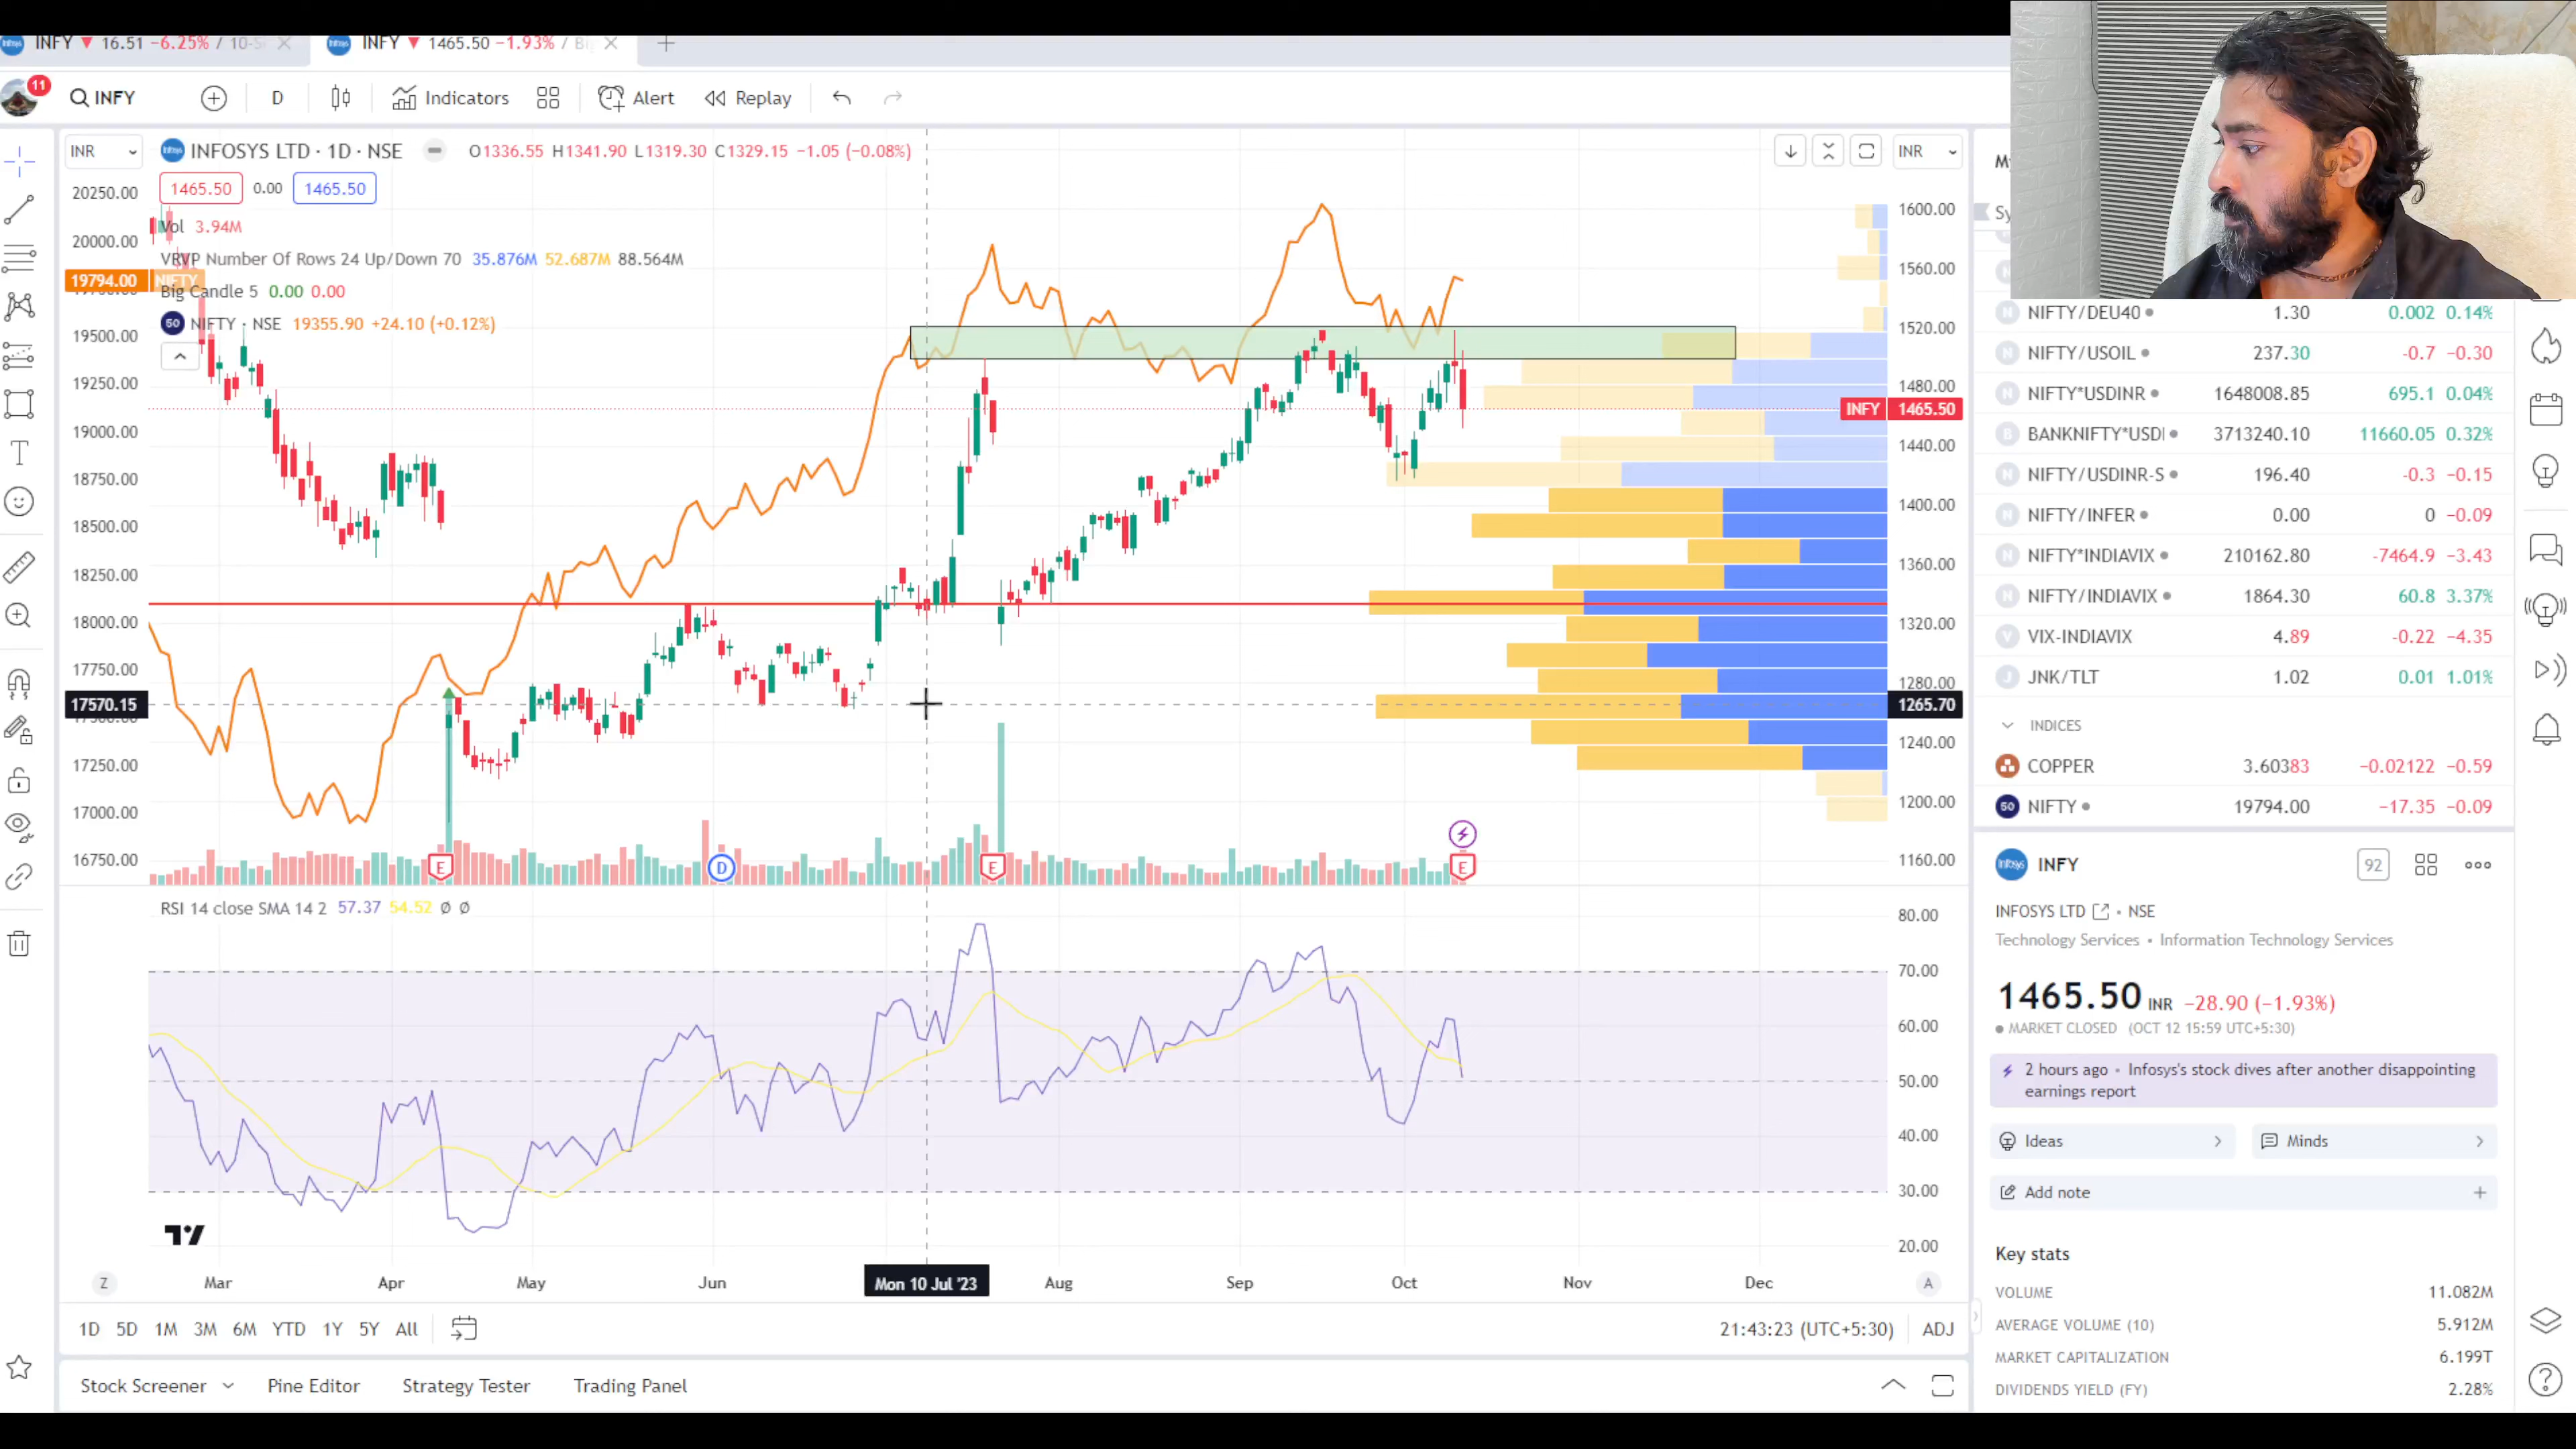 INFY 16.51 −6.25% / 10-S
INFY 1465.50 −1.93% / Bi
11
INFY
D
Indicators
Alert
Replay
INR
INFOSYS LTD · 1D · NSE
O1336.55 H1341.90 L1319.30 C1329.15 −1.05 (−0.08%)
INR
My
1465.50 0.00 1465.50
Vol 3.94M
VRVP Number Of Rows 24 Up/Down 70 35.876M 52.687M 88.564M
Big Candle 5 0.00 0.00
50 NIFTY · NSE 19355.90 +24.10 (+0.12%)
20250.00
20000.00
19794.00 NIFTY
19500.00
19250.00
19000.00
18750.00
18500.00
18250.00
18000.00
17750.00
17570.15
17250.00
17000.00
16750.00
1600.00
1560.00
1520.00
1480.00
INFY 1465.50
1440.00
1400.00
1360.00
1320.00
1280.00
1265.70
1240.00
1200.00
1160.00
E
D
E
E
RSI 14 close SMA 14 2 57.37 54.52 Ø Ø
80.00
70.00
60.00
50.00
40.00
30.00
20.00
Z
Mar
Apr
May
Jun
Mon 10 Jul '23
Aug
Sep
Oct
Nov
Dec
A
1D 5D 1M 3M 6M YTD 1Y 5Y All
21:43:23 (UTC+5:30)
ADJ
Stock Screener
Pine Editor
Strategy Tester
Trading Panel
Sy
NIFTY/DEU40 1.30 0.002 0.14%
NIFTY/USOIL 237.30 −0.7 −0.30
NIFTY*USDINR 1648008.85 695.1 0.04%
BANKNIFTY*USDI 3713240.10 11660.05 0.32%
NIFTY/USDINR-S 196.40 −0.3 −0.15
NIFTY/INFER 0.00 0 −0.09
NIFTY*INDIAVIX 210162.80 −7464.9 −3.43
NIFTY/INDIAVIX 1864.30 60.8 3.37%
VIX-INDIAVIX 4.89 −0.22 −4.35
JNK/TLT 1.02 0.01 1.01%
INDICES
COPPER 3.60383 −0.02122 −0.59
50 NIFTY 19794.00 −17.35 −0.09
Infosys INFY
92
INFOSYS LTD • NSE
Technology Services • Information Technology Services
1465.50 INR −28.90 (−1.93%)
MARKET CLOSED (OCT 12 15:59 UTC+5:30)
2 hours ago • Infosys's stock dives after another disappointing
earnings report
Ideas
Minds
Add note
Key stats
VOLUME 11.082M
AVERAGE VOLUME (10) 5.912M
MARKET CAPITALIZATION 6.199T
DIVIDENDS YIELD (FY) 2.28%